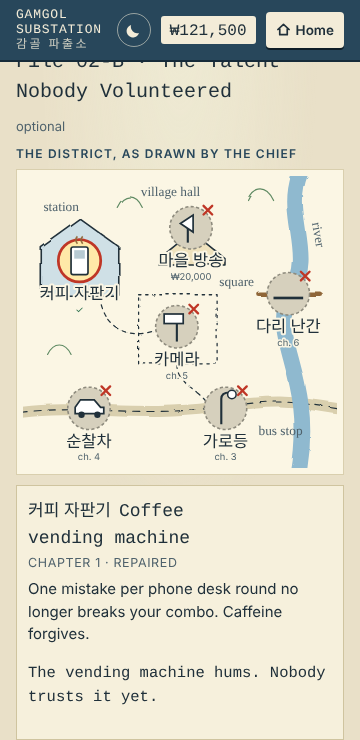 GAMGOL
SUBSTATION
감골 파출소
₩121,500
Home
File 02-B · The Talent
Nobody Volunteered
optional
THE DISTRICT, AS DRAWN BY THE CHIEF
village hall
station
river
마을 방송
₩20,000
square
커피 자판기
다리 난간
ch. 6
카메라
ch. 5
순찰차
ch. 4
가로등
ch. 3
bus stop
커피 자판기 Coffee
vending machine
CHAPTER 1 · REPAIRED
One mistake per phone desk round no
longer breaks your combo. Caffeine
forgives.
The vending machine hums. Nobody
trusts it yet.